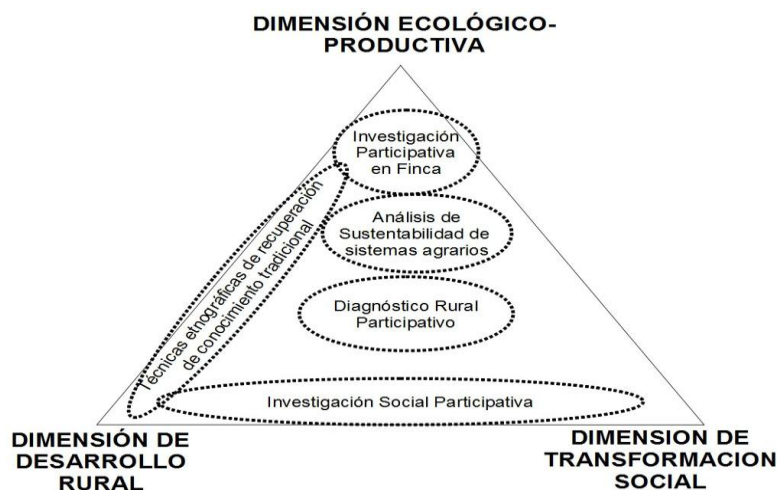 DIMENSIÓN ECOLÓGICO-
PRODUCTIVA
Investigación
Participativa
en Finca
Análisis de
Sustentabilidad de
sistemas agrarios
Técnicas etnográficas de recuperación
de conocimiento tradicional
Diagnóstico Rural
Participativo
Investigación Social Participativa
DIMENSIÓN DE
DESARROLLO
RURAL
DIMENSION DE
TRANSFORMACION
SOCIAL